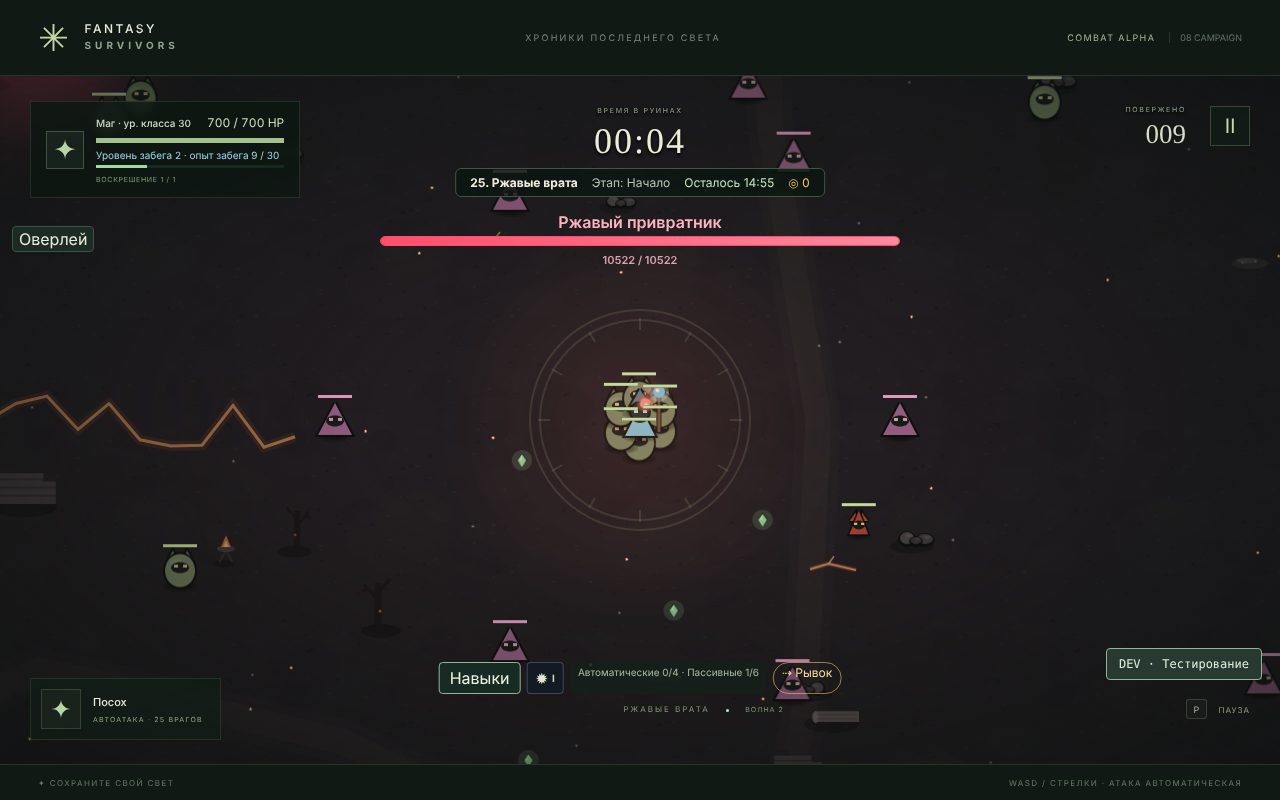 FANTASY
SURVIVORS
ХРОНИКИ ПОСЛЕДНЕГО СВЕТА
COMBAT ALPHA
08 CAMPAIGN
Маг · ур. класса 30
700 / 700 HP
Уровень забега 2 · опыт забега 9 / 30
ВОСКРЕШЕНИЕ 1 / 1
ВРЕМЯ В РУИНАХ
00:04
ПОВЕРЖЕНО
009
25. Ржавые врата Этап: Начало Осталось 14:55 ◎ 0
Ржавый привратник
10522 / 10522
Оверлей
Навыки
I
Автоматические 0/4 · Пассивные 1/6
Рывок
РЖАВЫЕ ВРАТА • ВОЛНА 2
DEV · Тестирование
P ПАУЗА
Посох
АВТОАТАКА · 25 ВРАГОВ
✦ СОХРАНИТЕ СВОЙ СВЕТ
WASD / СТРЕЛКИ · АТАКА АВТОМАТИЧЕСКАЯ